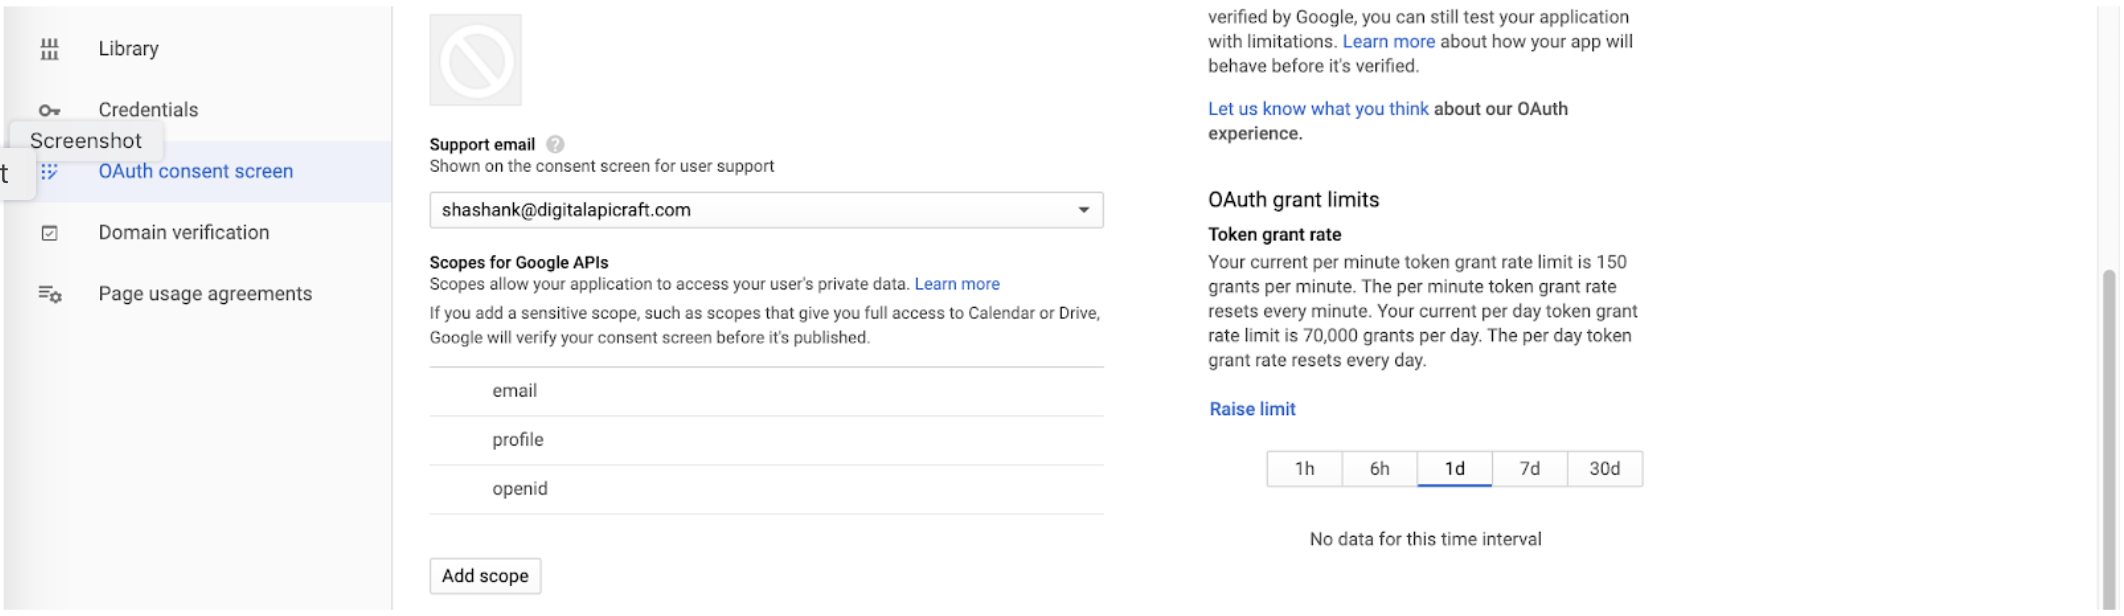 Library
Credentials
Screenshot
t
OAuth consent screen
Domain verification
Page usage agreements
Support email ?
Shown on the consent screen for user support
shashank@digitalapicraft.com
Scopes for Google APIs
Scopes allow your application to access your user's private data. Learn more
If you add a sensitive scope, such as scopes that give you full access to Calendar or Drive,
Google will verify your consent screen before it's published.
email
profile
openid
Add scope
verified by Google, you can still test your application
with limitations. Learn more about how your app will
behave before it's verified.
Let us know what you think about our OAuth
experience.
OAuth grant limits
Token grant rate
Your current per minute token grant rate limit is 150
grants per minute. The per minute token grant rate
resets every minute. Your current per day token grant
rate limit is 70,000 grants per day. The per day token
grant rate resets every day.
Raise limit
1h 6h 1d 7d 30d
No data for this time interval